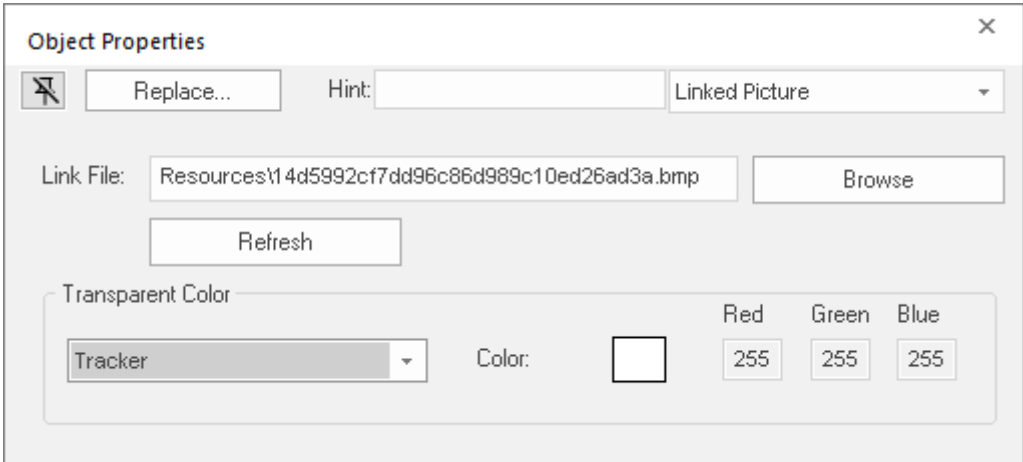 Object Properties
Replace... Hint: Linked Picture
Link File: Resources\14d5992cf7dd96c86d989c10ed26ad3a.bmp Browse
Refresh
Transparent Color
Red Green Blue
Tracker Color: 255 255 255